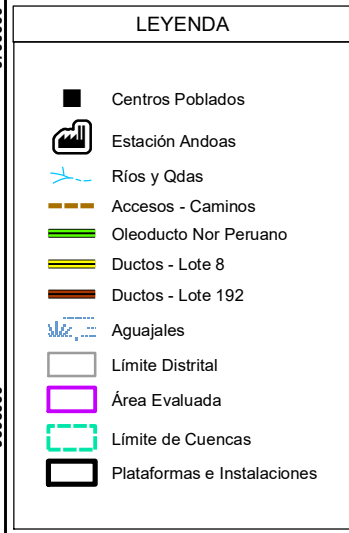 LEYENDA
Centros Poblados
Estación Andoas
Ríos y Qdas
Accesos - Caminos
Oleoducto Nor Peruano
Ductos - Lote 8
Ductos - Lote 192
Aguajales
Límite Distrital
Área Evaluada
Límite de Cuencas
Plataformas e Instalaciones